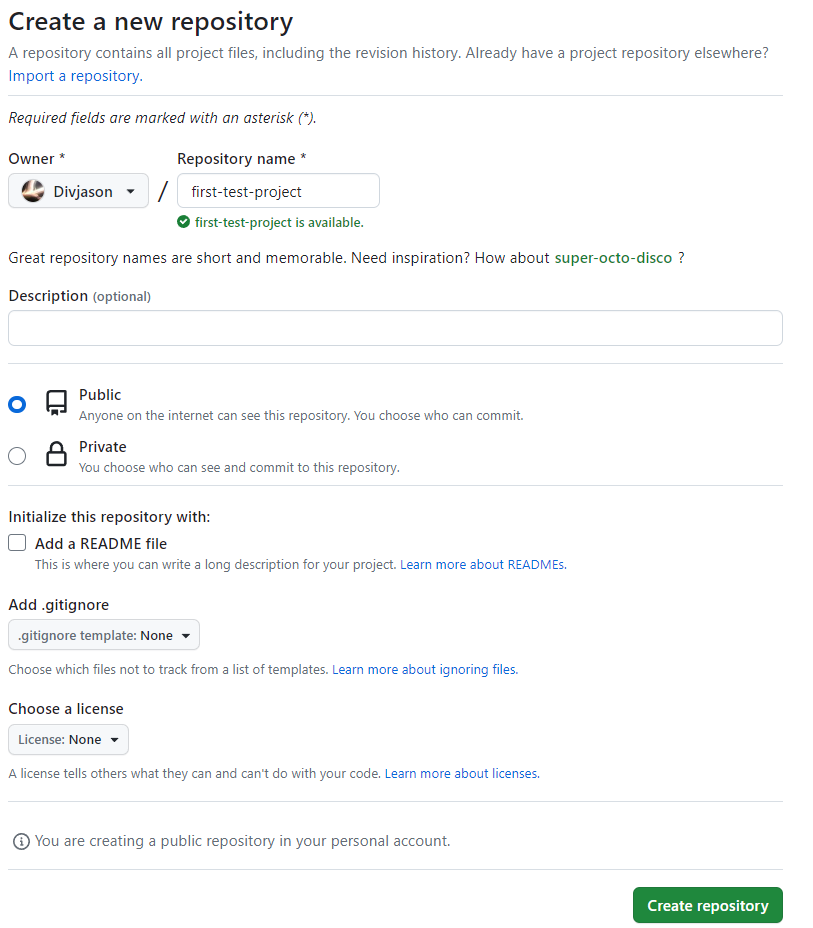 Create a new repository
A repository contains all project files, including the revision history. Already have a project repository elsewhere?
Import a repository.
Required fields are marked with an asterisk (*).
Owner * Repository name *
Divjason / first-test-project
first-test-project is available.
Great repository names are short and memorable. Need inspiration? How about super-octo-disco ?
Description (optional)
Public
Anyone on the internet can see this repository. You choose who can commit.
Private
You choose who can see and commit to this repository.
Initialize this repository with:
Add a README file
This is where you can write a long description for your project. Learn more about READMEs.
Add .gitignore
.gitignore template: None
Choose which files not to track from a list of templates. Learn more about ignoring files.
Choose a license
License: None
A license tells others what they can and can't do with your code. Learn more about licenses.
You are creating a public repository in your personal account.
Create repository